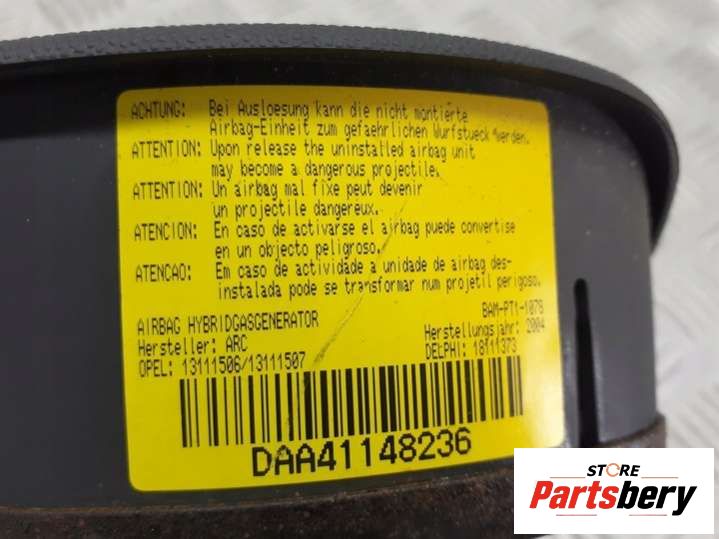 ACHTUNG: Bei Ausloesung kann die nicht montierte
Airbag-Einheit zum gefaehrlichen Wurfstueck werden.
ATTENTION: Upon release the uninstalled airbag unit
may become a dangerous projectile.
ATTENTION: Un airbag mal fixe peut devenir
un projectile dangereux.
ATENCION: En caso de activarse el airbag puede convertise
en un objecto peligroso.
ATENCAO: Em caso de actividade a unidade de airbag des-
instalada pode se transformar num projetil perigoso.
AIRBAG HYBRIDGASGENERATOR BAM-PT1-1079
Hersteller: ARC Herstellungsjahr: 2004
OPEL: 13111506/13111507 DELPHI: 18111373
DAA41148236
STORE
Partsbery